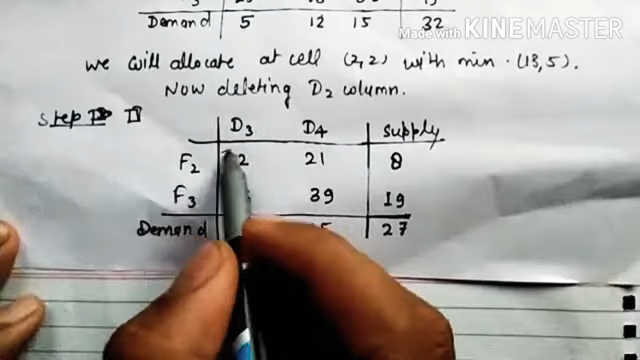 Made with KINEMASTER
Demand 5 12 15 32
we will allocate at cell (2,2) with min. (13,5).
Now deleting D2 column.
Step II
D3 D4 Supply
F2 21 8
F3 39 19
Demand 27